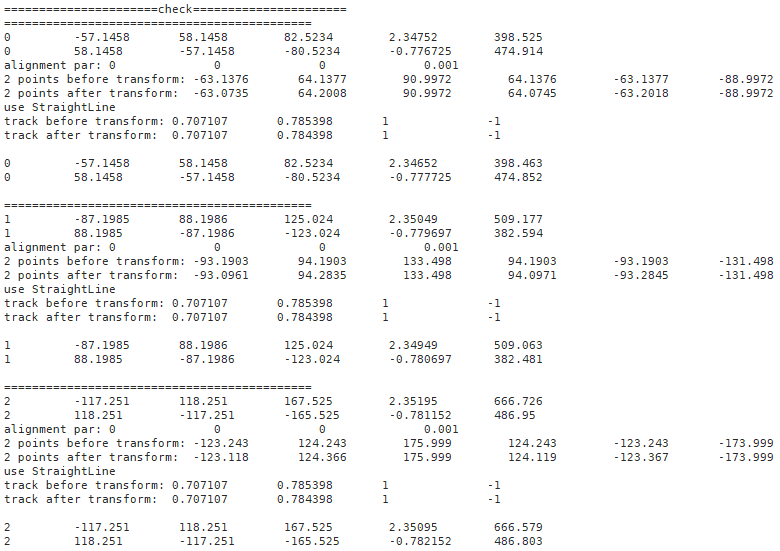 ======================check======================
============================================
0 -57.1458 58.1458 82.5234 2.34752 398.525
0 58.1458 -57.1458 -80.5234 -0.776725 474.914
alignment par: 0 0 0 0.001
2 points before transform: -63.1376 64.1377 90.9972 64.1376 -63.1377 -88.9972
2 points after transform: -63.0735 64.2008 90.9972 64.0745 -63.2018 -88.9972
use StraightLine
track before transform: 0.707107 0.785398 1 -1
track after transform: 0.707107 0.784398 1 -1
0 -57.1458 58.1458 82.5234 2.34652 398.463
0 58.1458 -57.1458 -80.5234 -0.777725 474.852
============================================
1 -87.1985 88.1986 125.024 2.35049 509.177
1 88.1985 -87.1986 -123.024 -0.779697 382.594
alignment par: 0 0 0 0.001
2 points before transform: -93.1903 94.1903 133.498 94.1903 -93.1903 -131.498
2 points after transform: -93.0961 94.2835 133.498 94.0971 -93.2845 -131.498
use StraightLine
track before transform: 0.707107 0.785398 1 -1
track after transform: 0.707107 0.784398 1 -1
1 -87.1985 88.1986 125.024 2.34949 509.063
1 88.1985 -87.1986 -123.024 -0.780697 382.481
============================================
2 -117.251 118.251 167.525 2.35195 666.726
2 118.251 -117.251 -165.525 -0.781152 486.95
alignment par: 0 0 0 0.001
2 points before transform: -123.243 124.243 175.999 124.243 -123.243 -173.999
2 points after transform: -123.118 124.366 175.999 124.119 -123.367 -173.999
use StraightLine
track before transform: 0.707107 0.785398 1 -1
track after transform: 0.707107 0.784398 1 -1
2 -117.251 118.251 167.525 2.35095 666.579
2 118.251 -117.251 -165.525 -0.782152 486.803